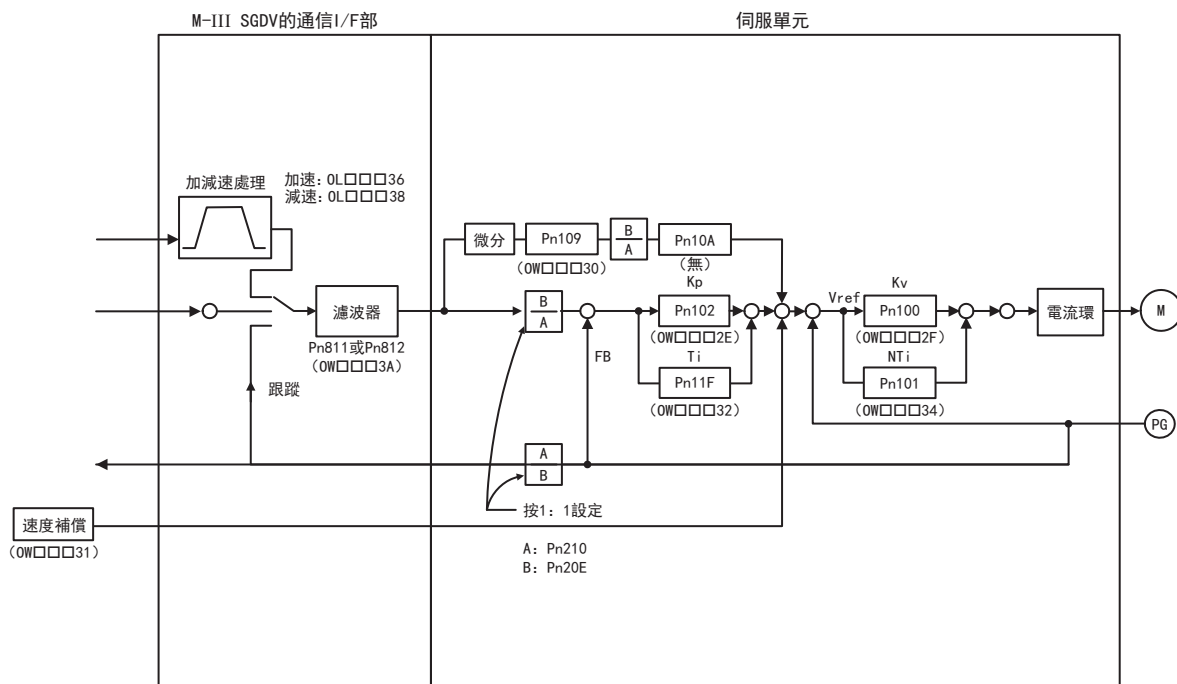 M-III SGDV的通信I/F部
伺服單元
加減速處理
加速：OL□□□36
減速：OL□□□38
微分
Pn109
B
A
Pn10A
(OW□□□30)
(無)
Kp
Kv
Vref
濾波器
B
A
Pn102
Pn100
電流環
M
Pn811或Pn812
(OW□□□3A)
(OW□□□2E)
(OW□□□2F)
FB
Ti
NTi
跟蹤
Pn11F
Pn101
(OW□□□32)
(OW□□□34)
PG
A
B
按1：1設定
速度補償
(OW□□□31)
A：Pn210
B：Pn20E